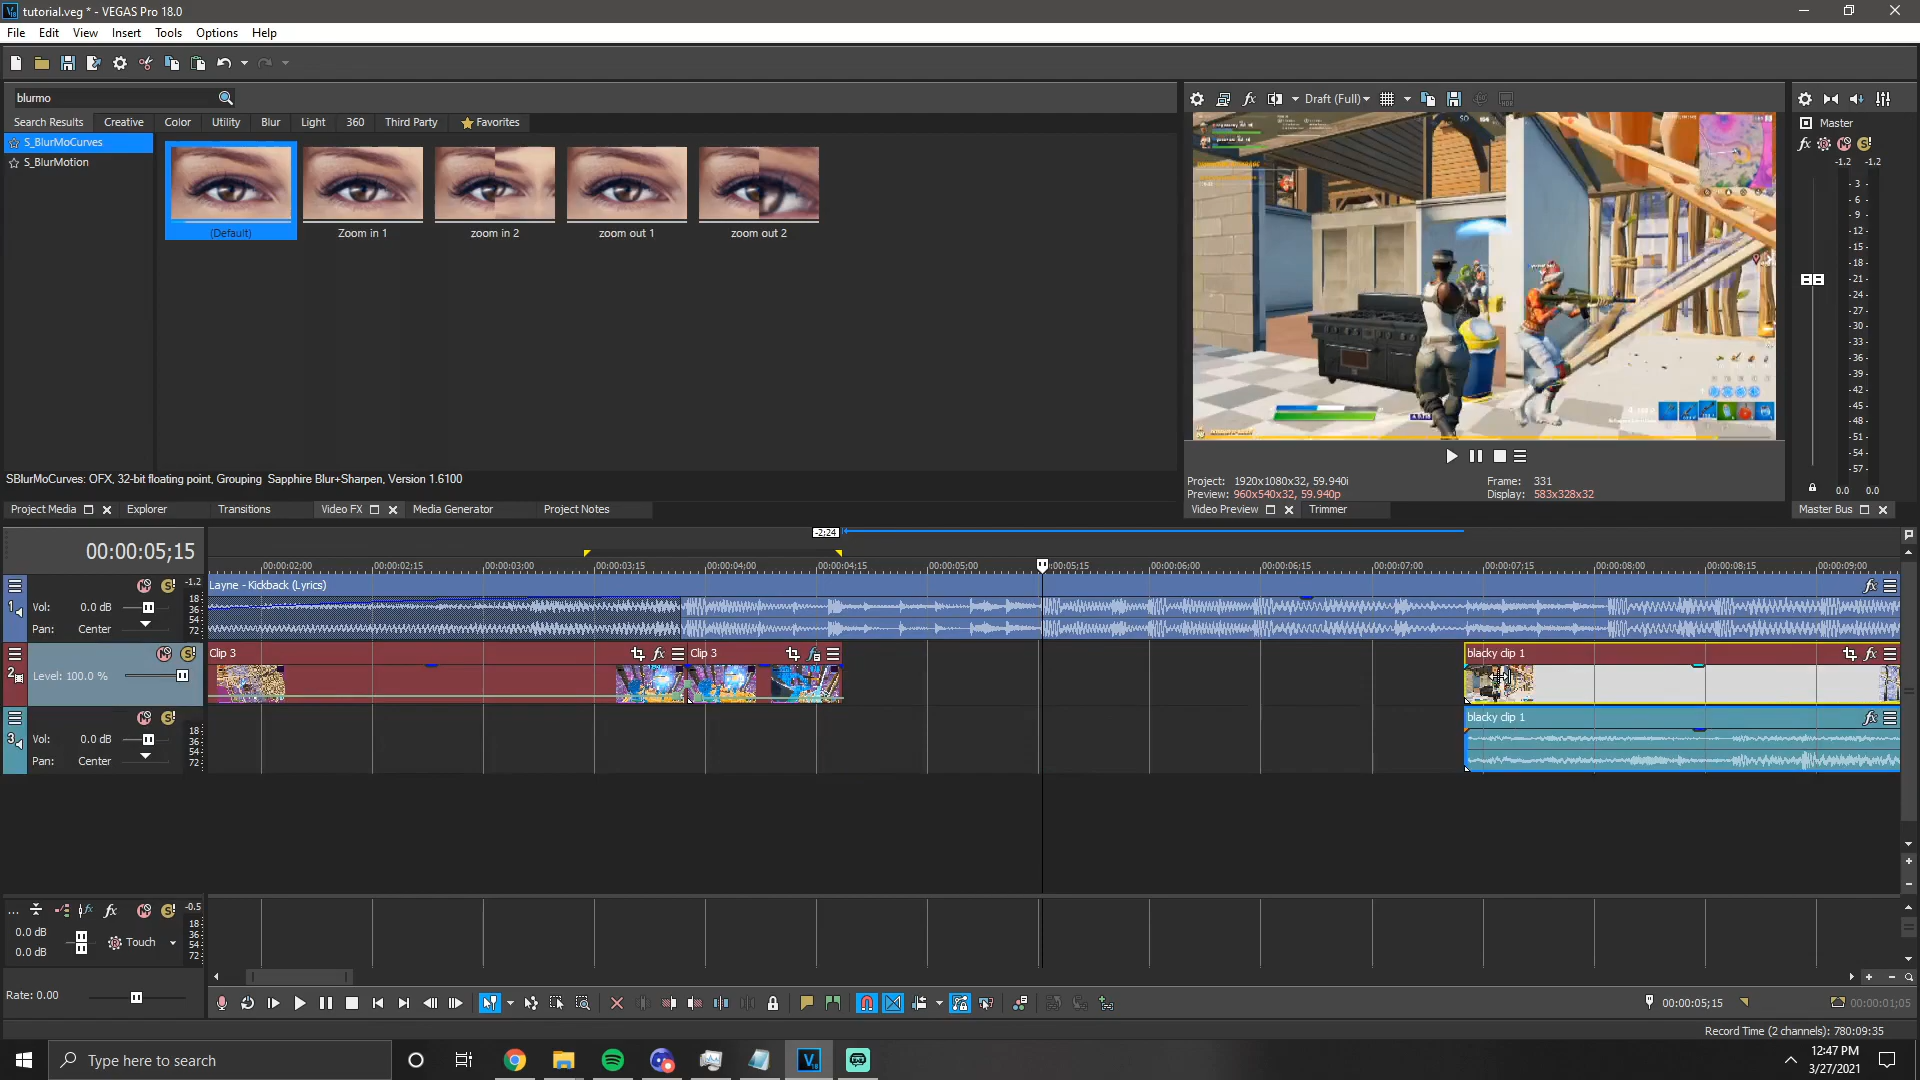 tutorial.veg * - VEGAS Pro 18.0
File Edit View Insert Tools Options Help
blurmo
Search Results Creative Color Utility Blur Light 360 Third Party Favorites
S_BlurMoCurves
S_BlurMotion
(Default) Zoom in 1 zoom in 2 zoom out 1 zoom out 2
SBlurMoCurves: OFX, 32-bit floating point, Grouping Sapphire Blur+Sharpen, Version 1.6100
Project Media Explorer Transitions Video FX Media Generator Project Notes
Draft (Full)
Project: 1920x1080x32, 59.940i
Preview: 960x540x32, 59.940p
Frame: 331
Display: 583x328x32
Video Preview Trimmer
Master
-1.2 -1.2
- 3 -
- 6 -
- 9 -
-12-
-15-
-18-
-21-
-24-
-27-
-30-
-33-
-36-
-39-
-42-
-45-
-48-
-51-
-54-
-57-
0.0 0.0
Master Bus
-2;24
00:00:05;15
00:00:02;00 00:00:02;15 00:00:03;00 00:00:03;15 00:00:04;00 00:00:04;15 00:00:05;00 00:00:05;15 00:00:06;00 00:00:06;15 00:00:07;00 00:00:07;15 00:00:08;00 00:00:08;15 00:00:09;00
1
Vol: 0.0 dB
Pan: Center
-1.2
18
36
54
72
Layne - Kickback (Lyrics)
2
Level: 100.0 %
Clip 3
Clip 3
blacky clip 1
3
Vol: 0.0 dB
Pan: Center
18
36
54
72
blacky clip 1
0.0 dB
0.0 dB
Touch
-0.5
18
36
54
72
Rate: 0.00
00:00:05;15
00:00:01;05
Record Time (2 channels): 780:09:35
Type here to search
12:47 PM
3/27/2021